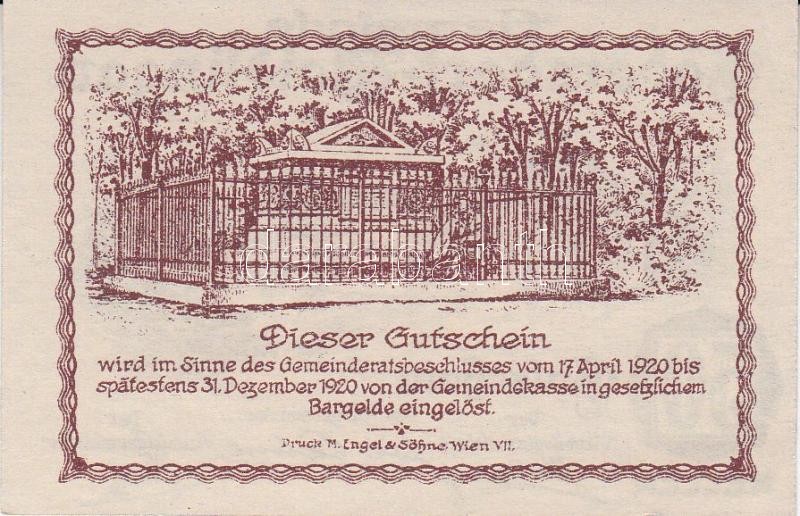 darabanth
Dieser Gutschein
wird im Sinne des Gemeinderatsbeschlusses vom 17 April 1920 bis
spätestens 31. Dezember 1920 von der Gemeindekasse in gesetzlichem
Bargelde eingelöst.
Druck M. Engel & Söhne, Wien VII.